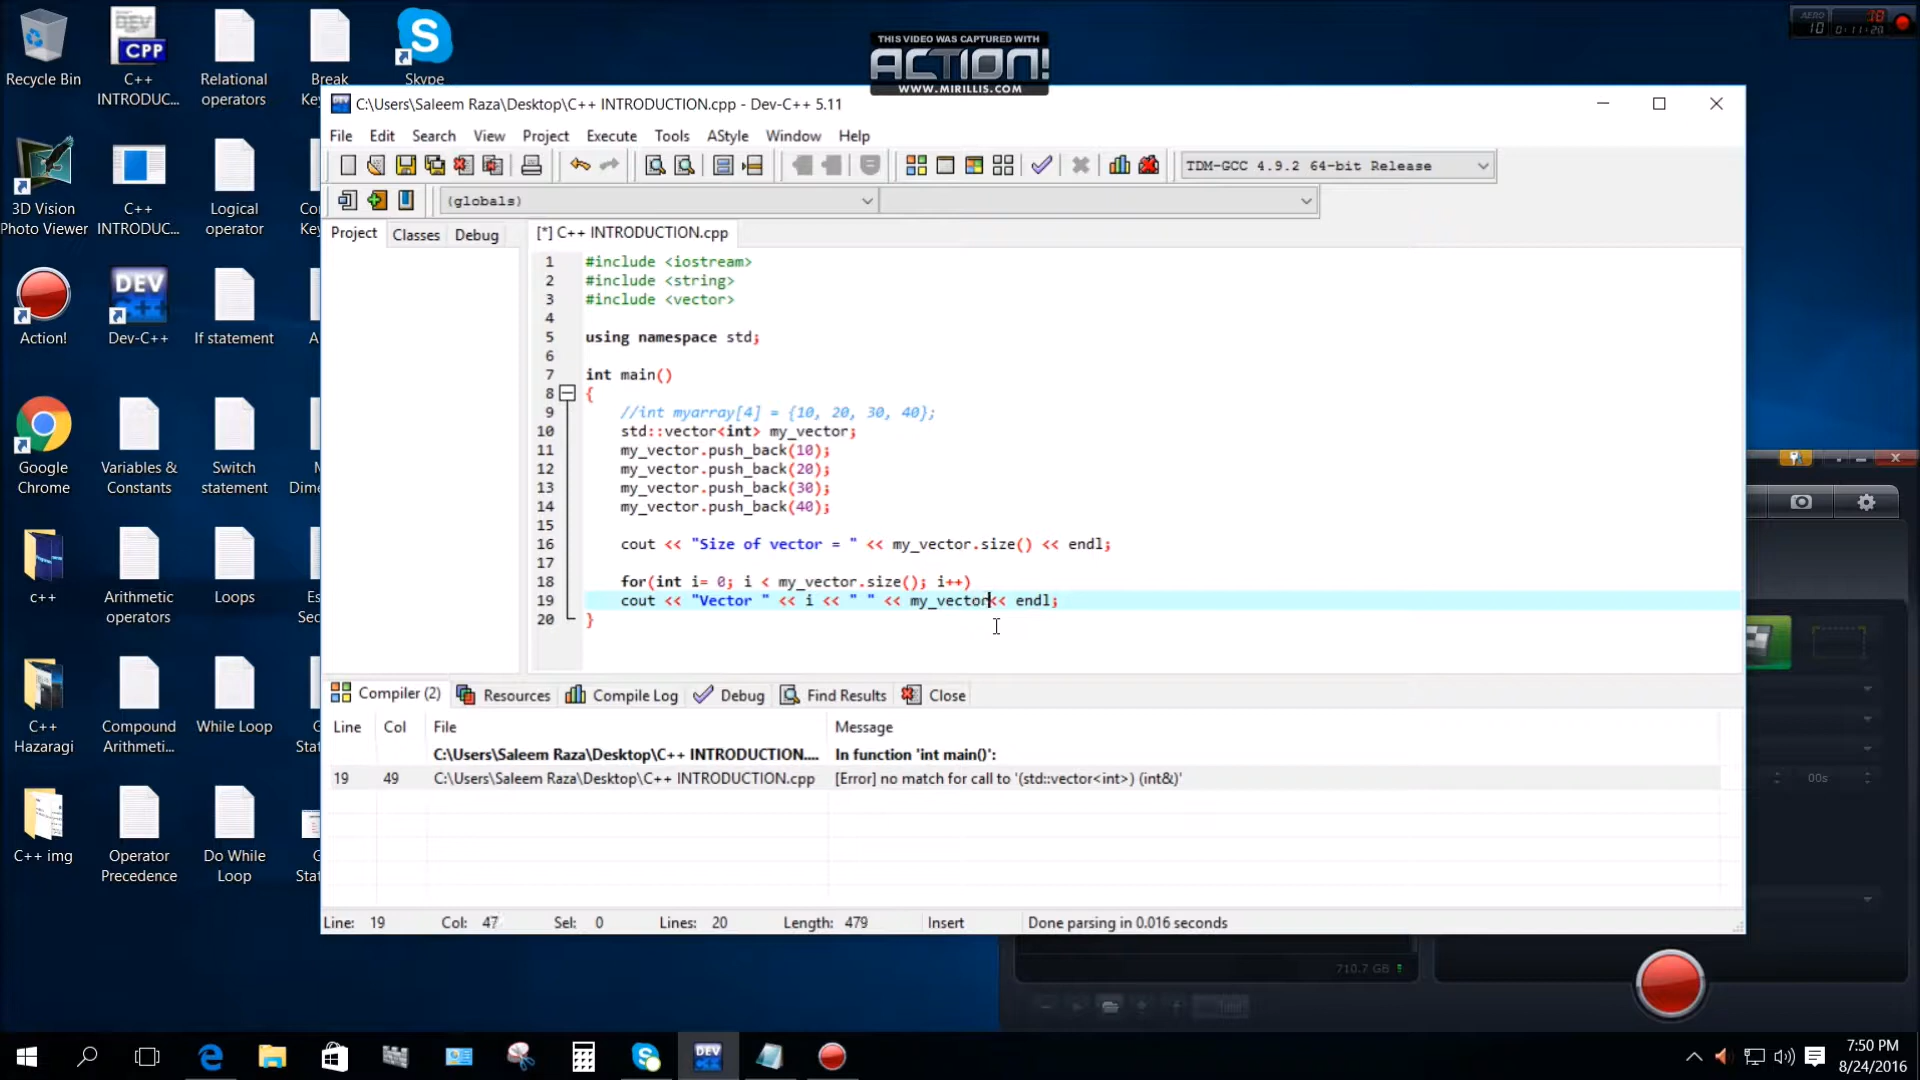 Recycle Bin
C++
INTRODUC...
Relational
operators
Break
Skype
3D Vision
Photo Viewer
C++
INTRODUC...
Logical
operator
Action!
Dev-C++
If statement
Google
Chrome
Variables &
Constants
Switch
statement
c++
Arithmetic
operators
Loops
C++
Hazaragi
Compound
Arithmeti...
While Loop
C++ img
Operator
Precedence
Do While
Loop
THIS VIDEO WAS CAPTURED WITH
ACTION!
WWW.MIRILLIS.COM
C:\Users\Saleem Raza\Desktop\C++ INTRODUCTION.cpp - Dev-C++ 5.11
File Edit Search View Project Execute Tools AStyle Window Help
TDM-GCC 4.9.2 64-bit Release
(globals)
Project Classes Debug
[*] C++ INTRODUCTION.cpp
1 #include <iostream>
2 #include <string>
3 #include <vector>
4
5 using namespace std;
6
7 int main()
8 {
9 //int myarray[4] = {10, 20, 30, 40};
10 std::vector<int> my_vector;
11 my_vector.push_back(10);
12 my_vector.push_back(20);
13 my_vector.push_back(30);
14 my_vector.push_back(40);
15
16 cout << "Size of vector = " << my_vector.size() << endl;
17
18 for(int i= 0; i < my_vector.size(); i++)
19 cout << "Vector " << i << " " << my_vector<< endl;
20 }
Compiler (2) Resources Compile Log Debug Find Results Close
Line Col File Message
C:\Users\Saleem Raza\Desktop\C++ INTRODUCTION.... In function 'int main()':
19 49 C:\Users\Saleem Raza\Desktop\C++ INTRODUCTION.cpp [Error] no match for call to '(std::vector<int>) (int&)'
Line: 19 Col: 47 Sel: 0 Lines: 20 Length: 479 Insert Done parsing in 0.016 seconds
00s
710.7 GB
7:50 PM
8/24/2016